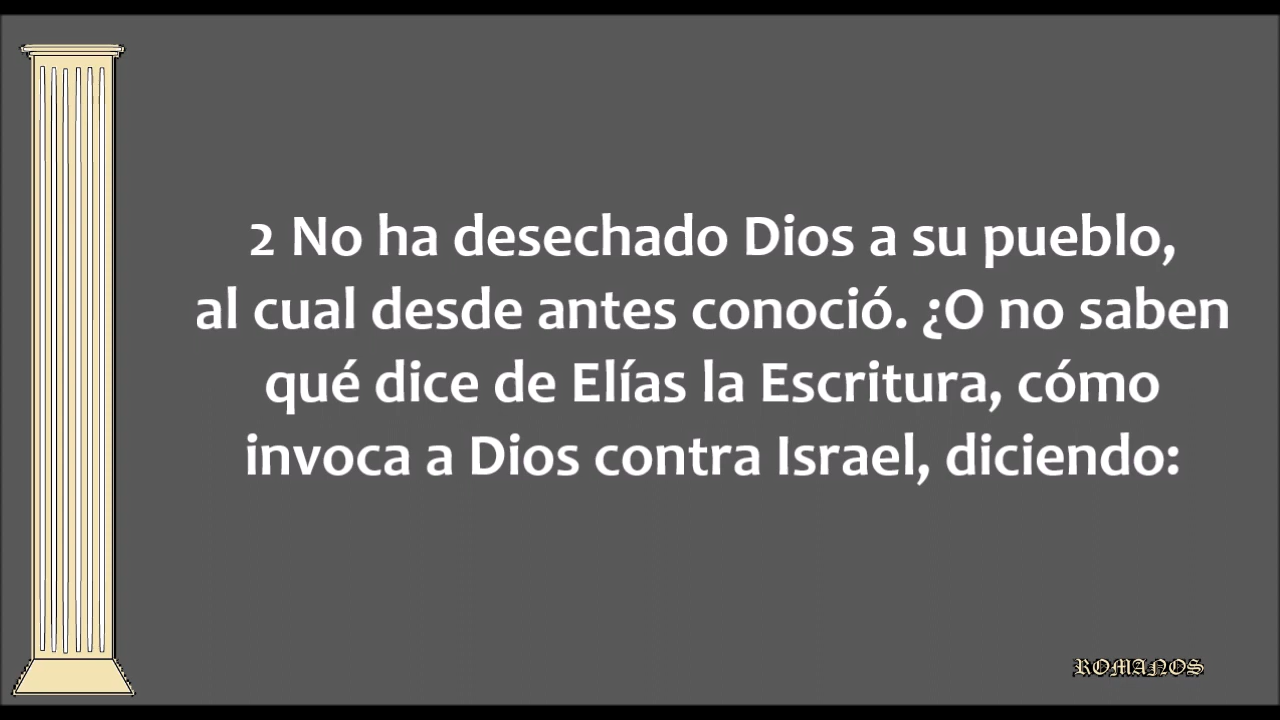 2 No ha desechado Dios a su pueblo,
al cual desde antes conoció. ¿O no saben
qué dice de Elías la Escritura, cómo
invoca a Dios contra Israel, diciendo:
ROMANOS